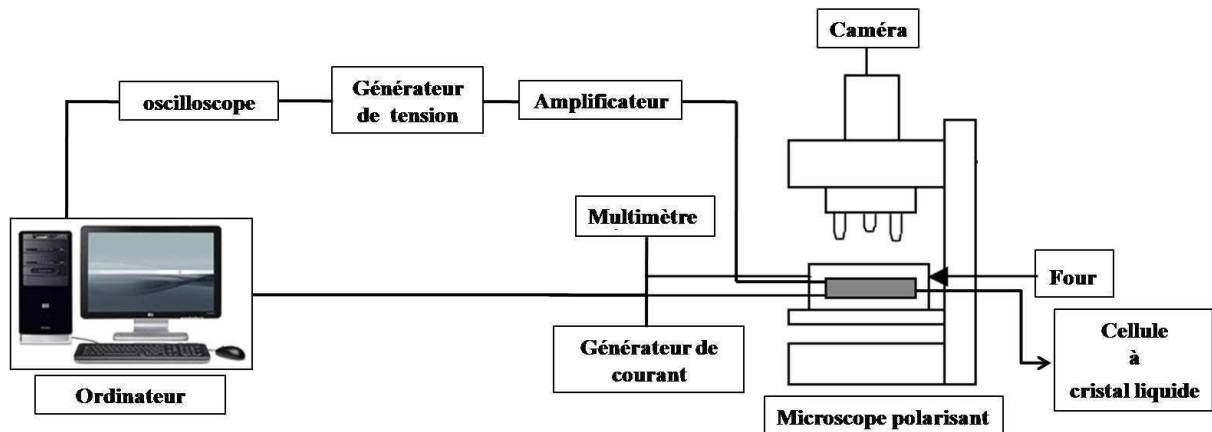 Caméra
oscilloscope
Générateur
de tension
Amplificateur
Multimètre
Four
Générateur de
courant
Cellule
à
cristal liquide
Ordinateur
Microscope polarisant